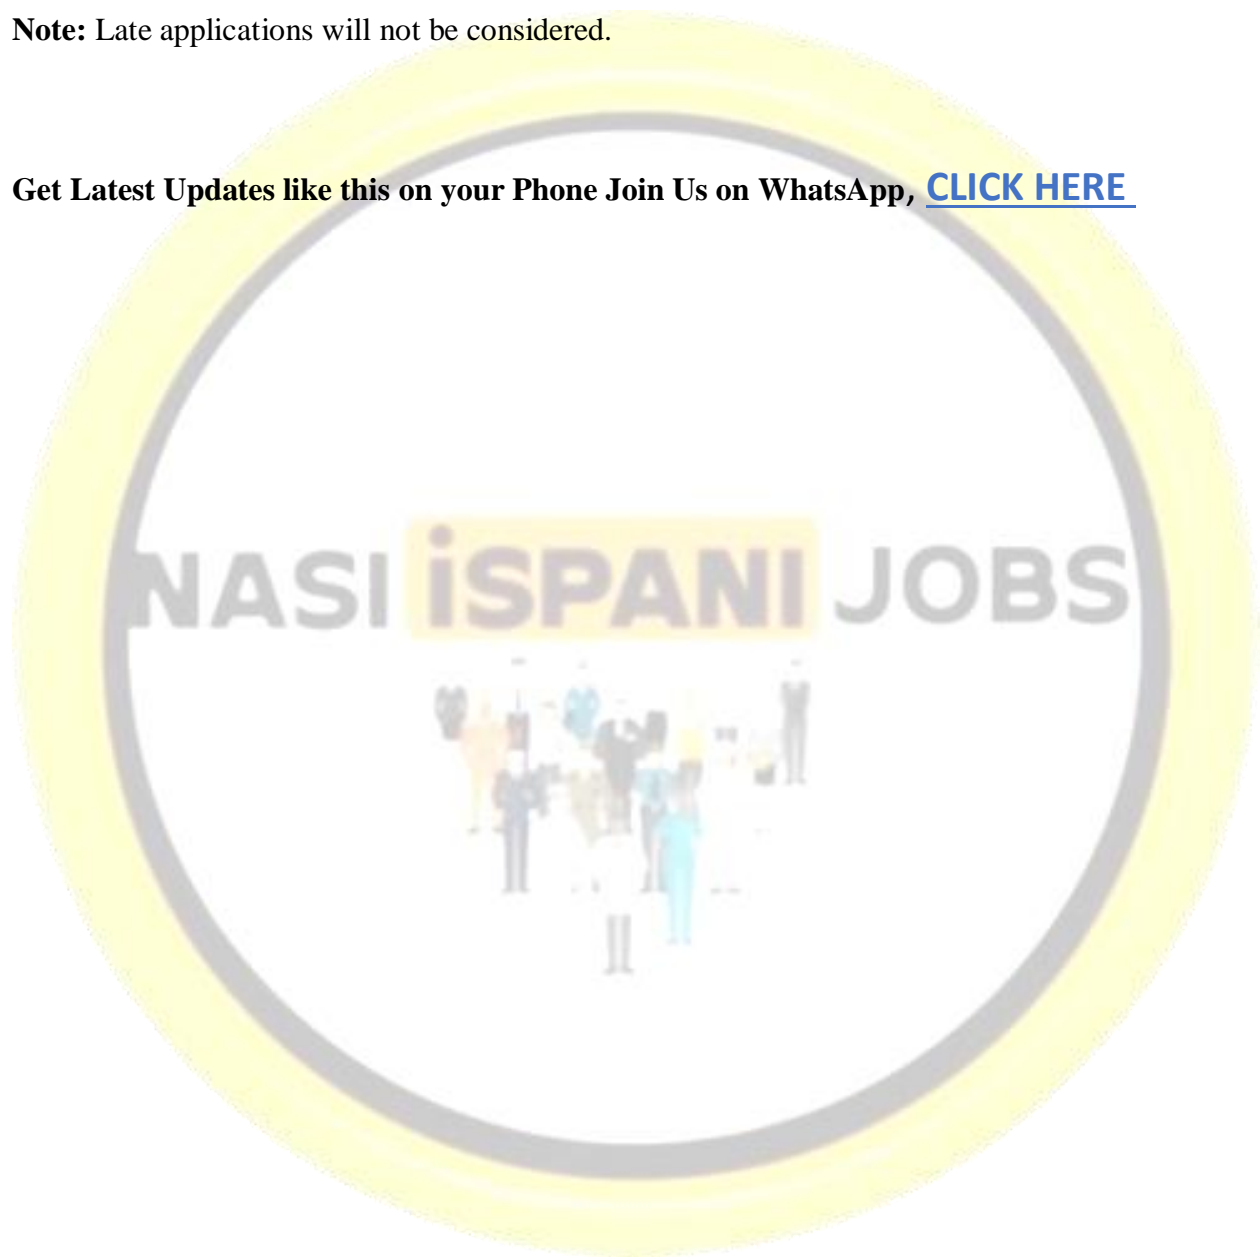 Note: Late applications will not be considered.
Get Latest Updates like this on your Phone Join Us on WhatsApp, CLICK HERE
NASI iSPANI JOBS